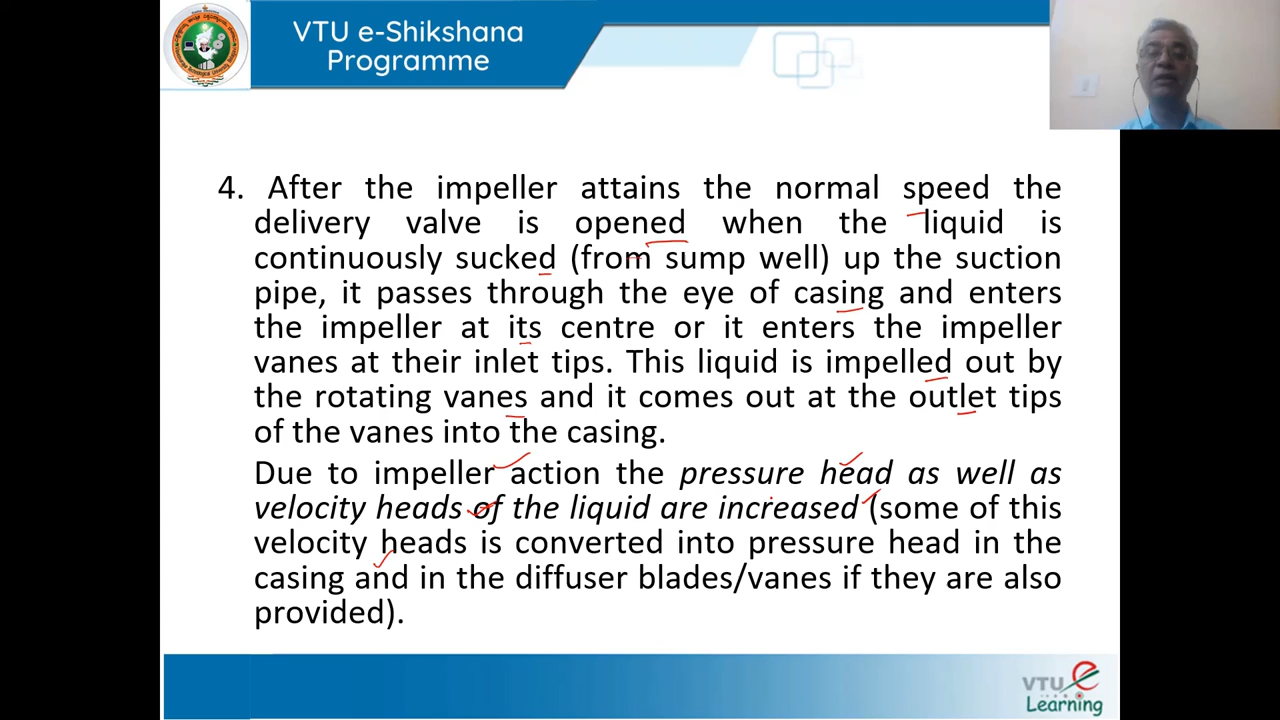 VTU e-Shikshana
Programme
4. After the impeller attains the normal speed the
delivery valve is opened when the liquid is
continuously sucked (from sump well) up the suction
pipe, it passes through the eye of casing and enters
the impeller at its centre or it enters the impeller
vanes at their inlet tips. This liquid is impelled out by
the rotating vanes and it comes out at the outlet tips
of the vanes into the casing.
Due to impeller action the pressure head as well as
velocity heads of the liquid are increased (some of this
velocity heads is converted into pressure head in the
casing and in the diffuser blades/vanes if they are also
provided).
VTU e
Learning